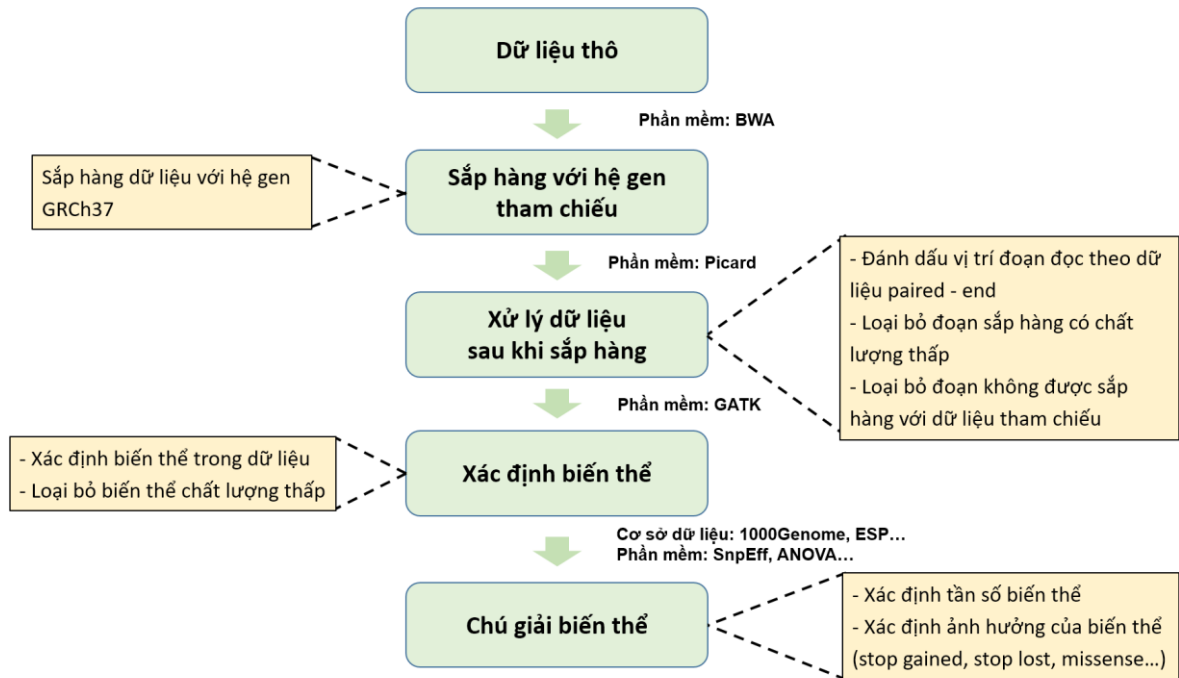 Dữ liệu thô
Phần mềm: BWA
Sắp hàng dữ liệu với hệ gen
GRCh37
Sắp hàng với hệ gen
tham chiếu
Phần mềm: Picard
Xử lý dữ liệu
sau khi sắp hàng
- Đánh dấu vị trí đoạn đọc theo dữ
liệu paired - end
- Loại bỏ đoạn sắp hàng có chất
lượng thấp
- Loại bỏ đoạn không được sắp
hàng với dữ liệu tham chiếu
Phần mềm: GATK
- Xác định biến thể trong dữ liệu
- Loại bỏ biến thể chất lượng thấp
Xác định biến thể
Cơ sở dữ liệu: 1000Genome, ESP...
Phần mềm: SnpEff, ANOVA...
Chú giải biến thể
- Xác định tần số biến thể
- Xác định ảnh hưởng của biến thể
(stop gained, stop lost, missense...)